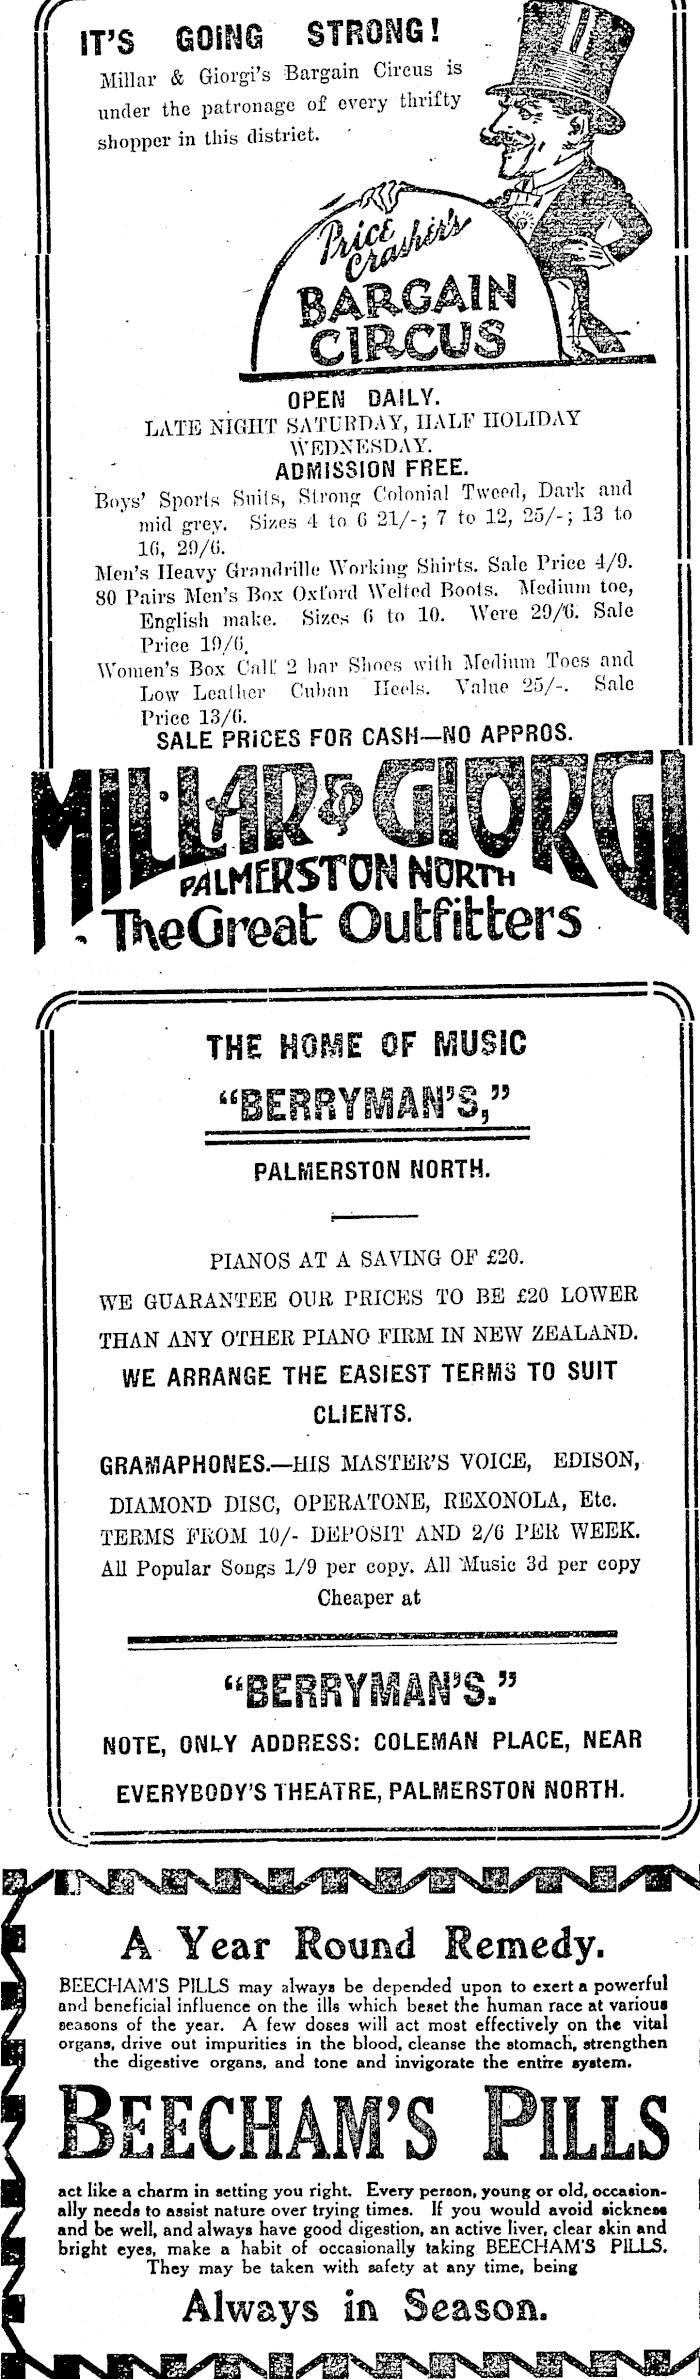 IT'S GOING STRONG!
Millar & Giorgi's Bargain Circus is
under the patronage of every thrifty
shopper in this district.
Price
Crasher's
BARGAIN
CIRCUS
OPEN DAILY.
LATE NIGHT SATURDAY, HALF HOLIDAY
WEDNESDAY.
ADMISSION FREE.
Boys' Sports Suits, Strong Colonial Tweed, Dark and
mid grey. Sizes 4 to 6 21/-; 7 to 12, 25/-; 13 to
16, 29/6.
Men's Heavy Grandrille Working Shirts. Sale Price 4/9.
80 Pairs Men's Box Oxford Welted Boots. Medium toe,
English make. Sizes 6 to 10. Were 29/6. Sale
Price 19/6.
Women's Box Calf 2 bar Shoes with Medium Toes and
Low Leather Cuban Heels. Value 25/-. Sale
Price 13/6.
SALE PRICES FOR CASH—NO APPROS.
MILLAR & GIORGI
PALMERSTON NORTH
The Great Outfitters
THE HOME OF MUSIC
"BERRYMAN'S,"
PALMERSTON NORTH.
PIANOS AT A SAVING OF £20.
WE GUARANTEE OUR PRICES TO BE £20 LOWER
THAN ANY OTHER PIANO FIRM IN NEW ZEALAND.
WE ARRANGE THE EASIEST TERMS TO SUIT
CLIENTS.
GRAMAPHONES.—HIS MASTER'S VOICE, EDISON,
DIAMOND DISC, OPERATONE, REXONOLA, Etc.
TERMS FROM 10/- DEPOSIT AND 2/6 PER WEEK.
All Popular Songs 1/9 per copy. All Music 3d per copy
Cheaper at
"BERRYMAN'S."
NOTE, ONLY ADDRESS: COLEMAN PLACE, NEAR
EVERYBODY'S THEATRE, PALMERSTON NORTH.
A Year Round Remedy.
BEECHAM'S PILLS may always be depended upon to exert a powerful
and beneficial influence on the ills which beset the human race at various
seasons of the year. A few doses will act most effectively on the vital
organs, drive out impurities in the blood, cleanse the stomach, strengthen
the digestive organs, and tone and invigorate the entire system.
BEECHAM'S PILLS
act like a charm in setting you right. Every person, young or old, occasion-
ally needs to assist nature over trying times. If you would avoid sickness
and be well, and always have good digestion, an active liver, clear skin and
bright eyes, make a habit of occasionally taking BEECHAM'S PILLS.
They may be taken with safety at any time, being
Always in Season.